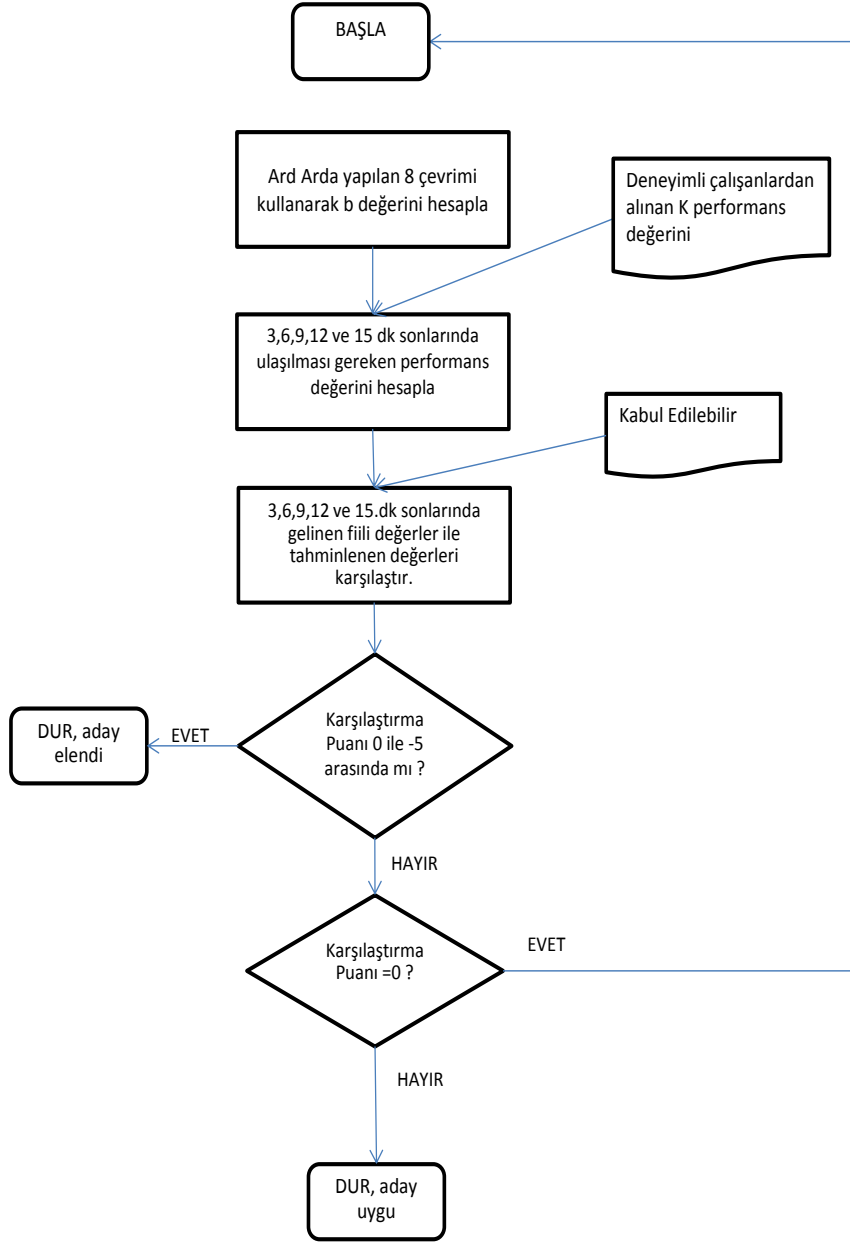 BAŞLA
Ard Arda yapılan 8 çevrimi
kullanarak b değerini hesapla
Deneyimli çalışanlardan
alınan K performans
değerini
3,6,9,12 ve 15 dk sonlarında
ulaşılması gereken performans
değerini hesapla
Kabul Edilebilir
3,6,9,12 ve 15.dk sonlarında
gelinen fiili değerler ile
tahminlenen değerleri
karşılaştır.
Karşılaştırma
Puanı 0 ile -5
arasında mı ?
EVET
DUR, aday
elendi
HAYIR
Karşılaştırma
Puanı =0 ?
EVET
HAYIR
DUR, aday
uygu